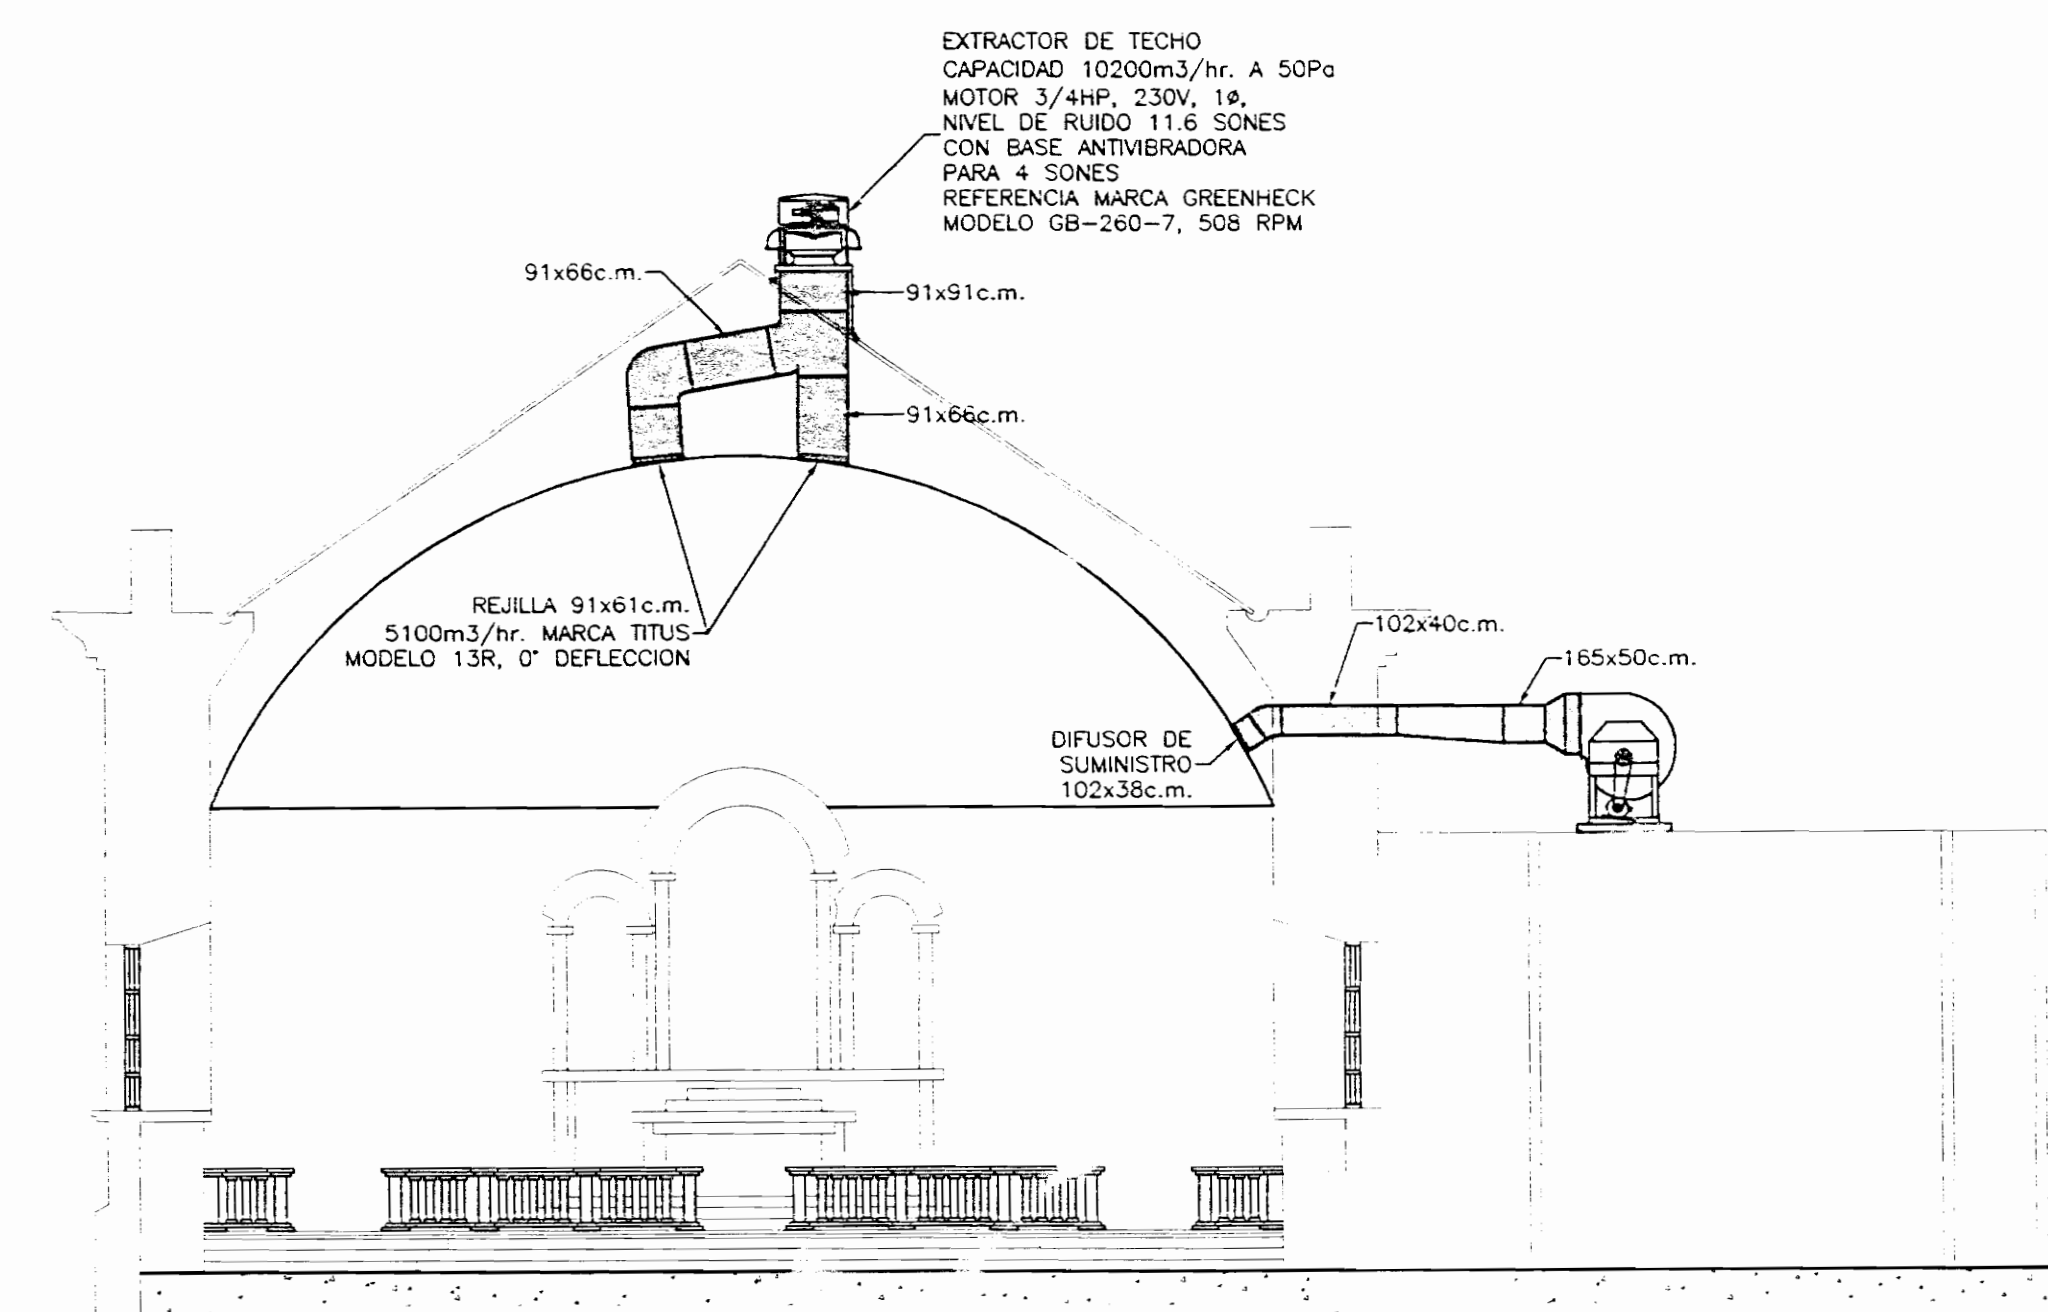 EXTRACTOR DE TECHO
CAPACIDAD 10200m3/hr. A 50Pa
MOTOR 3/4HP, 230V, 1ø,
NIVEL DE RUIDO 11.6 SONES
CON BASE ANTIVIBRADORA
PARA 4 SONES
REFERENCIA MARCA GREENHECK
MODELO GB-260-7, 508 RPM
91x66c.m.
91x91c.m.
91x66c.m.
REJILLA 91x61c.m.
5100m3/hr. MARCA TITUS
MODELO 13R, 0° DEFLECCION
102x40c.m.
165x50c.m.
DIFUSOR DE
SUMINISTRO
102x38c.m.